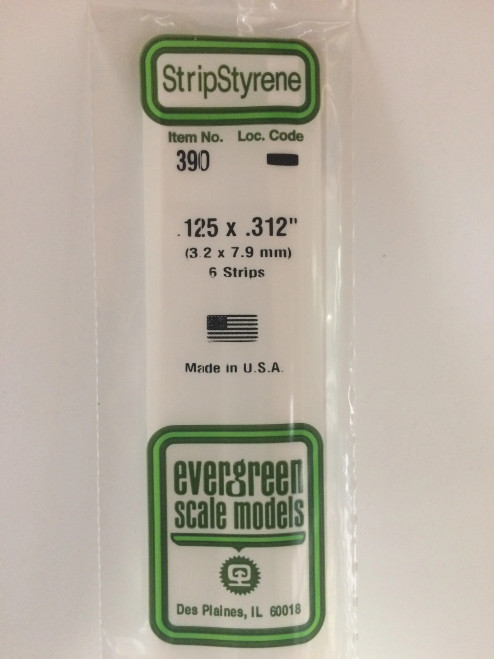 StripStyrene
Item No. Loc. Code
390
.125 x .312"
(3.2 x 7.9 mm)
6 Strips
Made in U.S.A.
evergreen
scale models
Des Plaines, IL 60018